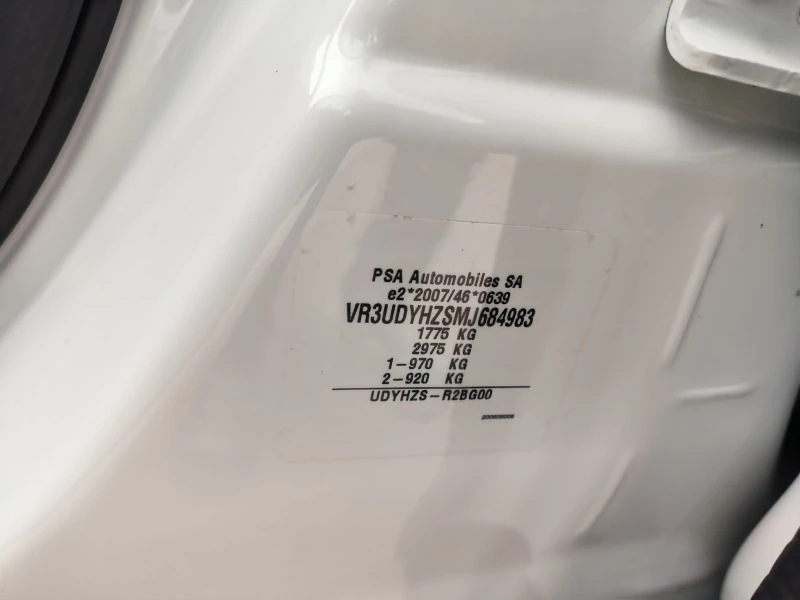 PSA Automobiles SA
e2*2007/46*0639
VR3UDYHZSMJ684983
1775 KG
2975 KG
1-970 KG
2-920 KG
UDYHZS-R2BG00